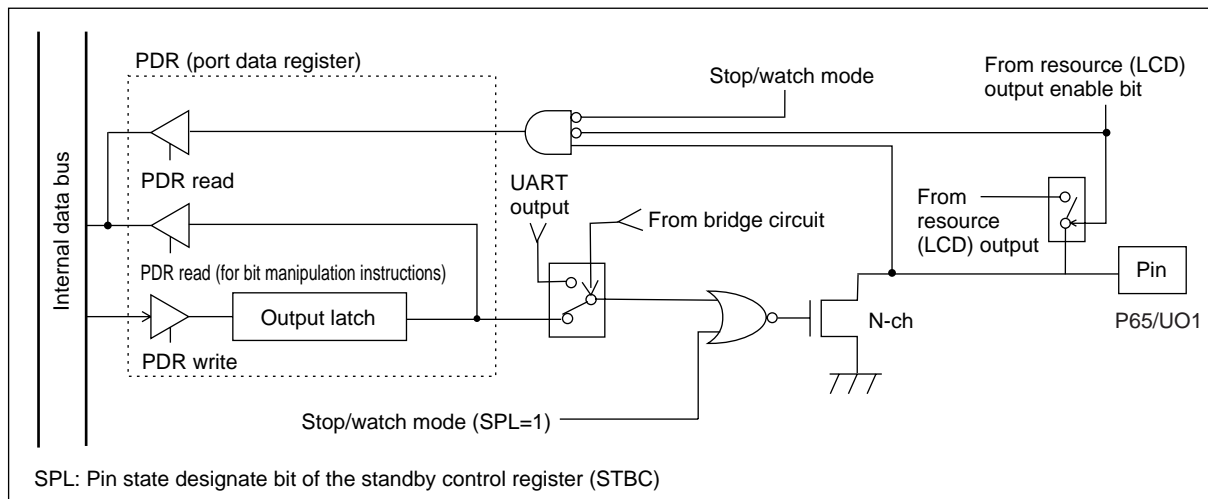 PDR (port data register)
Stop/watch mode
From resource (LCD)
output enable bit
Internal data bus
PDR read
UART
output
From bridge circuit
From
resource
(LCD) output
PDR read (for bit manipulation instructions)
Output latch
PDR write
N-ch
Pin
P65/UO1
Stop/watch mode (SPL=1)
SPL: Pin state designate bit of the standby control register (STBC)